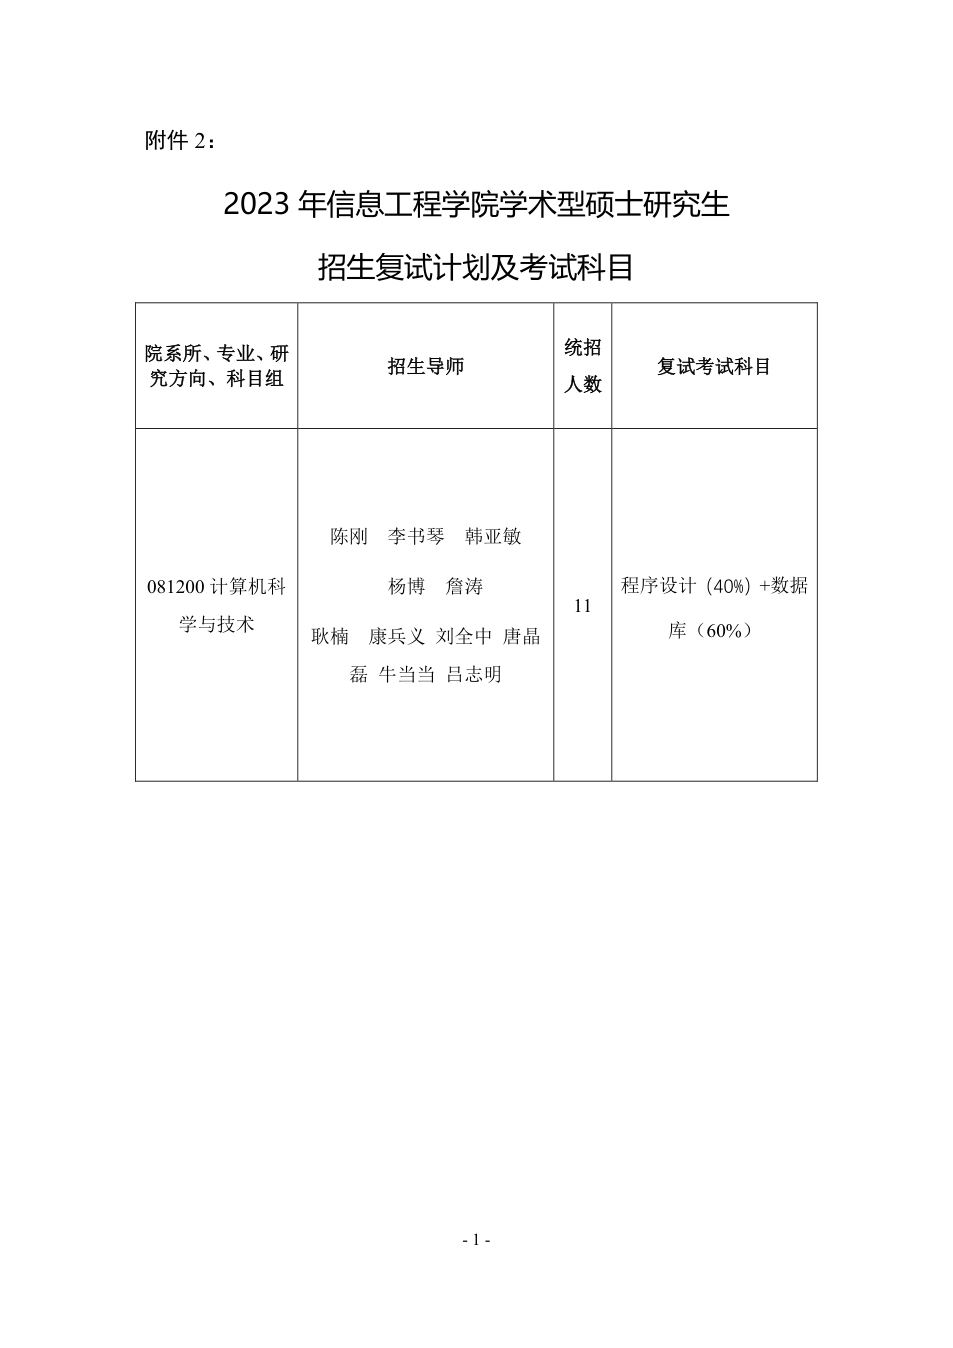 附件 2：
2023 年信息工程学院学术型硕士研究生
招生复试计划及考试科目
院系所、专业、研
究方向、科目组
招生导师
统招
人数
复试考试科目
081200 计算机科
学与技术
陈刚　李书琴　韩亚敏
杨博　詹涛
耿楠　康兵义 刘全中 唐晶
磊 牛当当 吕志明
11
程序设计（40%）+数据
库（60%）
- 1 -